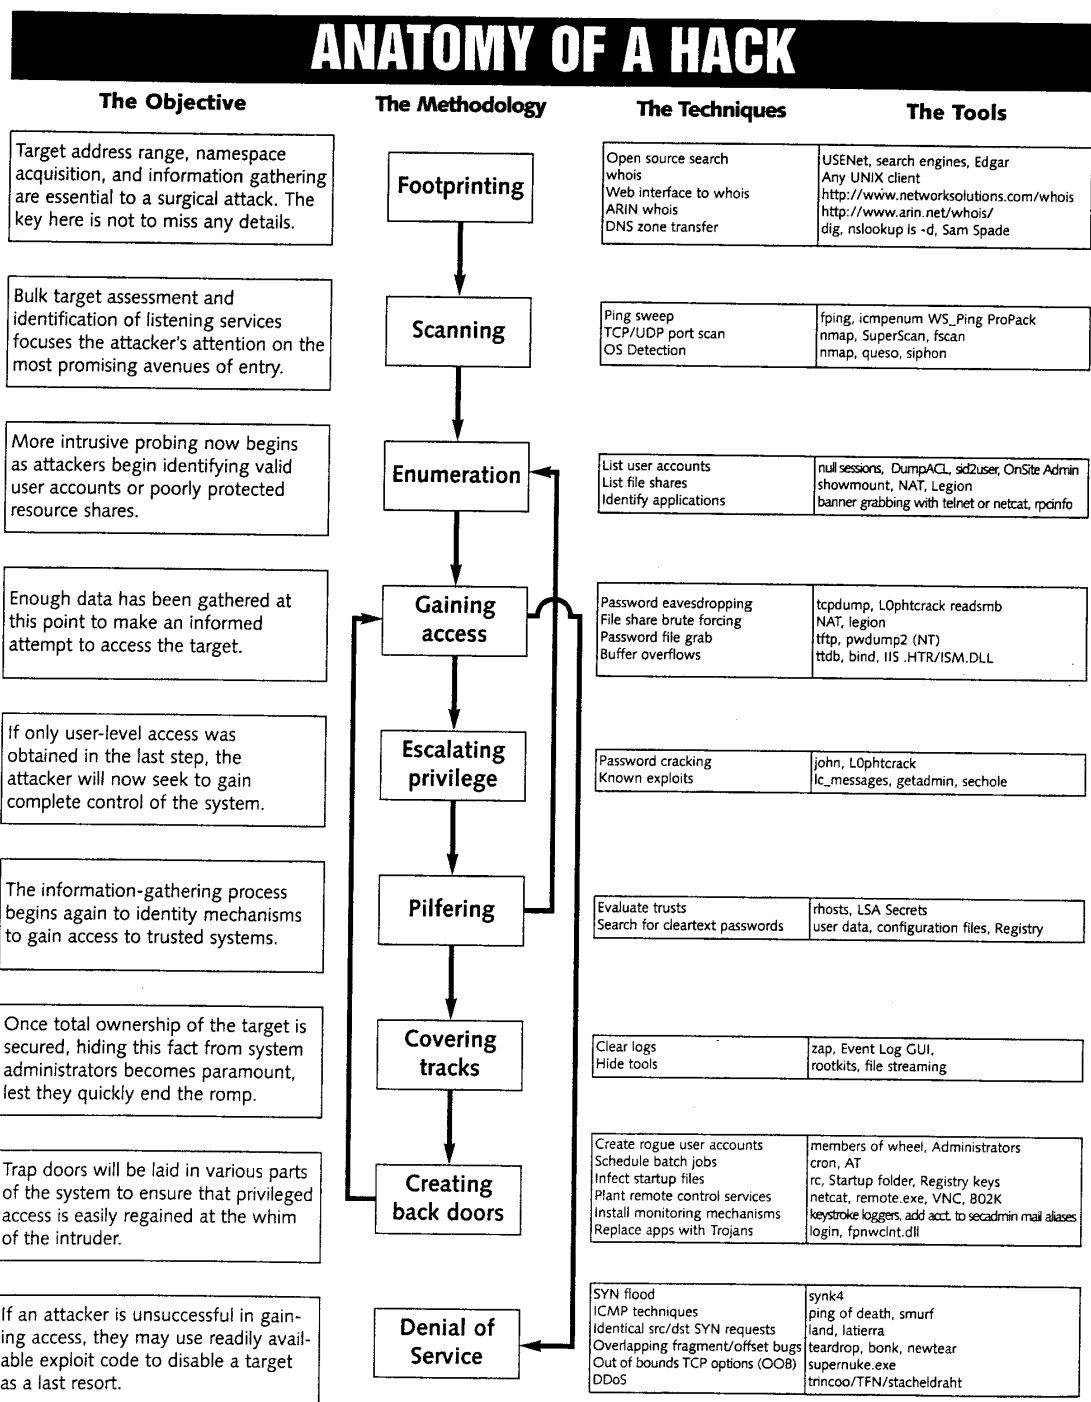 ANATOMY OF A HACK
The Objective
The Methodology
The Techniques
The Tools
Target address range, namespace
acquisition, and information gathering
are essential to a surgical attack. The
key here is not to miss any details.
Footprinting
Open source search
USENet, search engines, Edgar
whois
Any UNIX client
Web interface to whois
http://www.networksolutions.com/whois
ARIN whois
http://www.arin.net/whois/
DNS zone transfer
dig, nslookup ls -d, Sam Spade
Bulk target assessment and
identification of listening services
focuses the attacker's attention on the
most promising avenues of entry.
Scanning
Ping sweep
fping, icmpenum WS_Ping ProPack
TCP/UDP port scan
nmap, SuperScan, fscan
OS Detection
nmap, queso, siphon
More intrusive probing now begins
as attackers begin identifying valid
user accounts or poorly protected
resource shares.
Enumeration
List user accounts
null sessions, DumpACL, sid2user, OnSite Admin
List file shares
showmount, NAT, Legion
Identify applications
banner grabbing with telnet or netcat, rpcinfo
Enough data has been gathered at
this point to make an informed
attempt to access the target.
Gaining
access
Password eavesdropping
tcpdump, L0phtcrack readsmb
File share brute forcing
NAT, legion
Password file grab
tftp, pwdump2 (NT)
Buffer overflows
ttdb, bind, IIS .HTR/ISM.DLL
If only user-level access was
obtained in the last step, the
attacker will now seek to gain
complete control of the system.
Escalating
privilege
Password cracking
john, L0phtcrack
Known exploits
lc_messages, getadmin, sechole
The information-gathering process
begins again to identity mechanisms
to gain access to trusted systems.
Pilfering
Evaluate trusts
rhosts, LSA Secrets
Search for cleartext passwords
user data, configuration files, Registry
Once total ownership of the target is
secured, hiding this fact from system
administrators becomes paramount,
lest they quickly end the romp.
Covering
tracks
Clear logs
zap, Event Log GUI,
Hide tools
rootkits, file streaming
Trap doors will be laid in various parts
of the system to ensure that privileged
access is easily regained at the whim
of the intruder.
Creating
back doors
Create rogue user accounts
members of wheel, Administrators
Schedule batch jobs
cron, AT
Infect startup files
rc, Startup folder, Registry keys
Plant remote control services
netcat, remote.exe, VNC, B02K
Install monitoring mechanisms
keystroke loggers, add acct. to secadmin mail aliases
Replace apps with Trojans
login, fpnwclnt.dll
If an attacker is unsuccessful in gain-
ing access, they may use readily avail-
able exploit code to disable a target
as a last resort.
Denial of
Service
SYN flood
synk4
ICMP techniques
ping of death, smurf
Identical src/dst SYN requests
land, latierra
Overlapping fragment/offset bugs
teardrop, bonk, newtear
Out of bounds TCP options (OOB)
supernuke.exe
DDoS
trincoo/TFN/stacheldraht